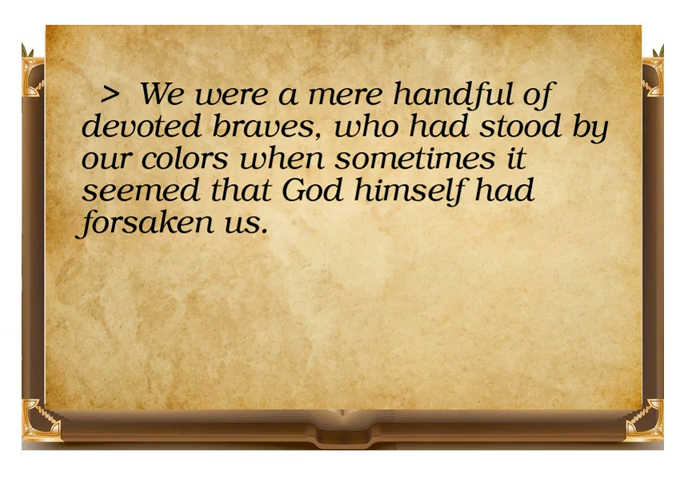 > We were a mere handful of
devoted braves, who had stood by
our colors when sometimes it
seemed that God himself had
forsaken us.